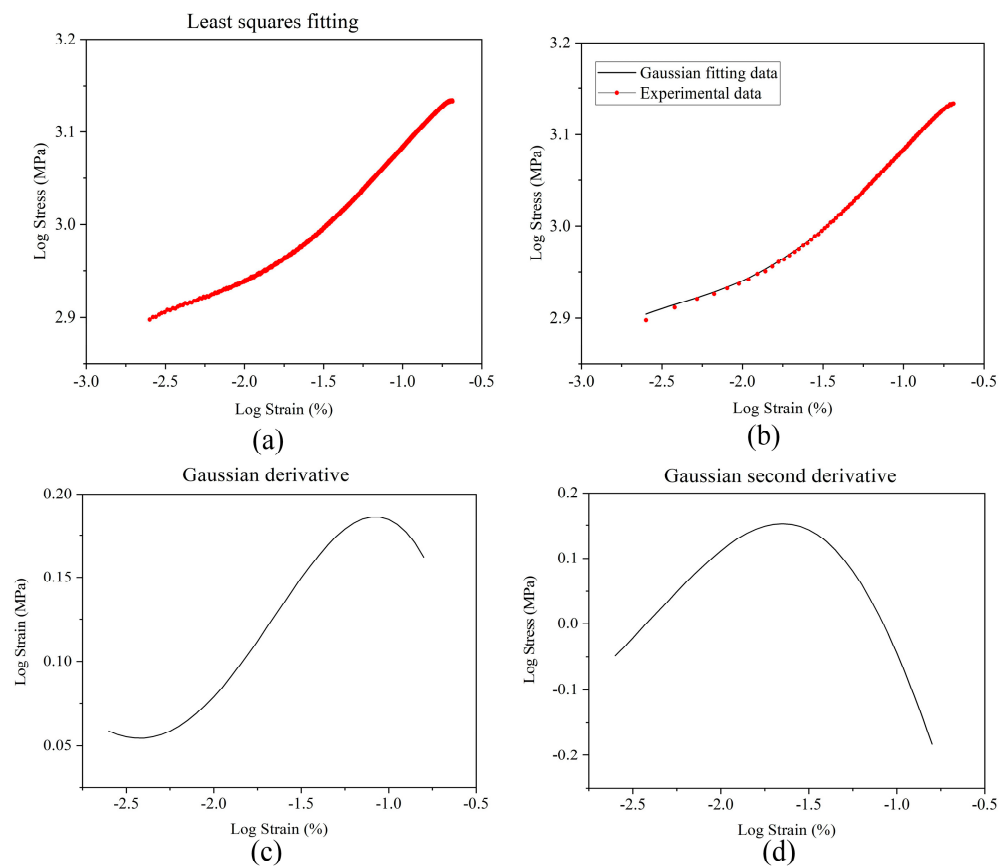 Least squares fitting
3.2
3.1
3.0
2.9
Log Stress (MPa)
-3.0 -2.5 -2.0 -1.5 -1.0 -0.5
Log Strain (%)
(a)
3.2
3.1
3.0
2.9
Log Stress (MPa)
Gaussian fitting data
Experimental data
-3.0 -2.5 -2.0 -1.5 -1.0 -0.5
Log Strain (%)
(b)
Gaussian derivative
0.20
0.15
0.10
0.05
Log Strain (MPa)
-2.5 -2.0 -1.5 -1.0 -0.5
Log Strain (%)
(c)
Gaussian second derivative
0.2
0.1
0.0
-0.1
-0.2
Log Stress (MPa)
-2.5 -2.0 -1.5 -1.0 -0.5
Log Strain (%)
(d)